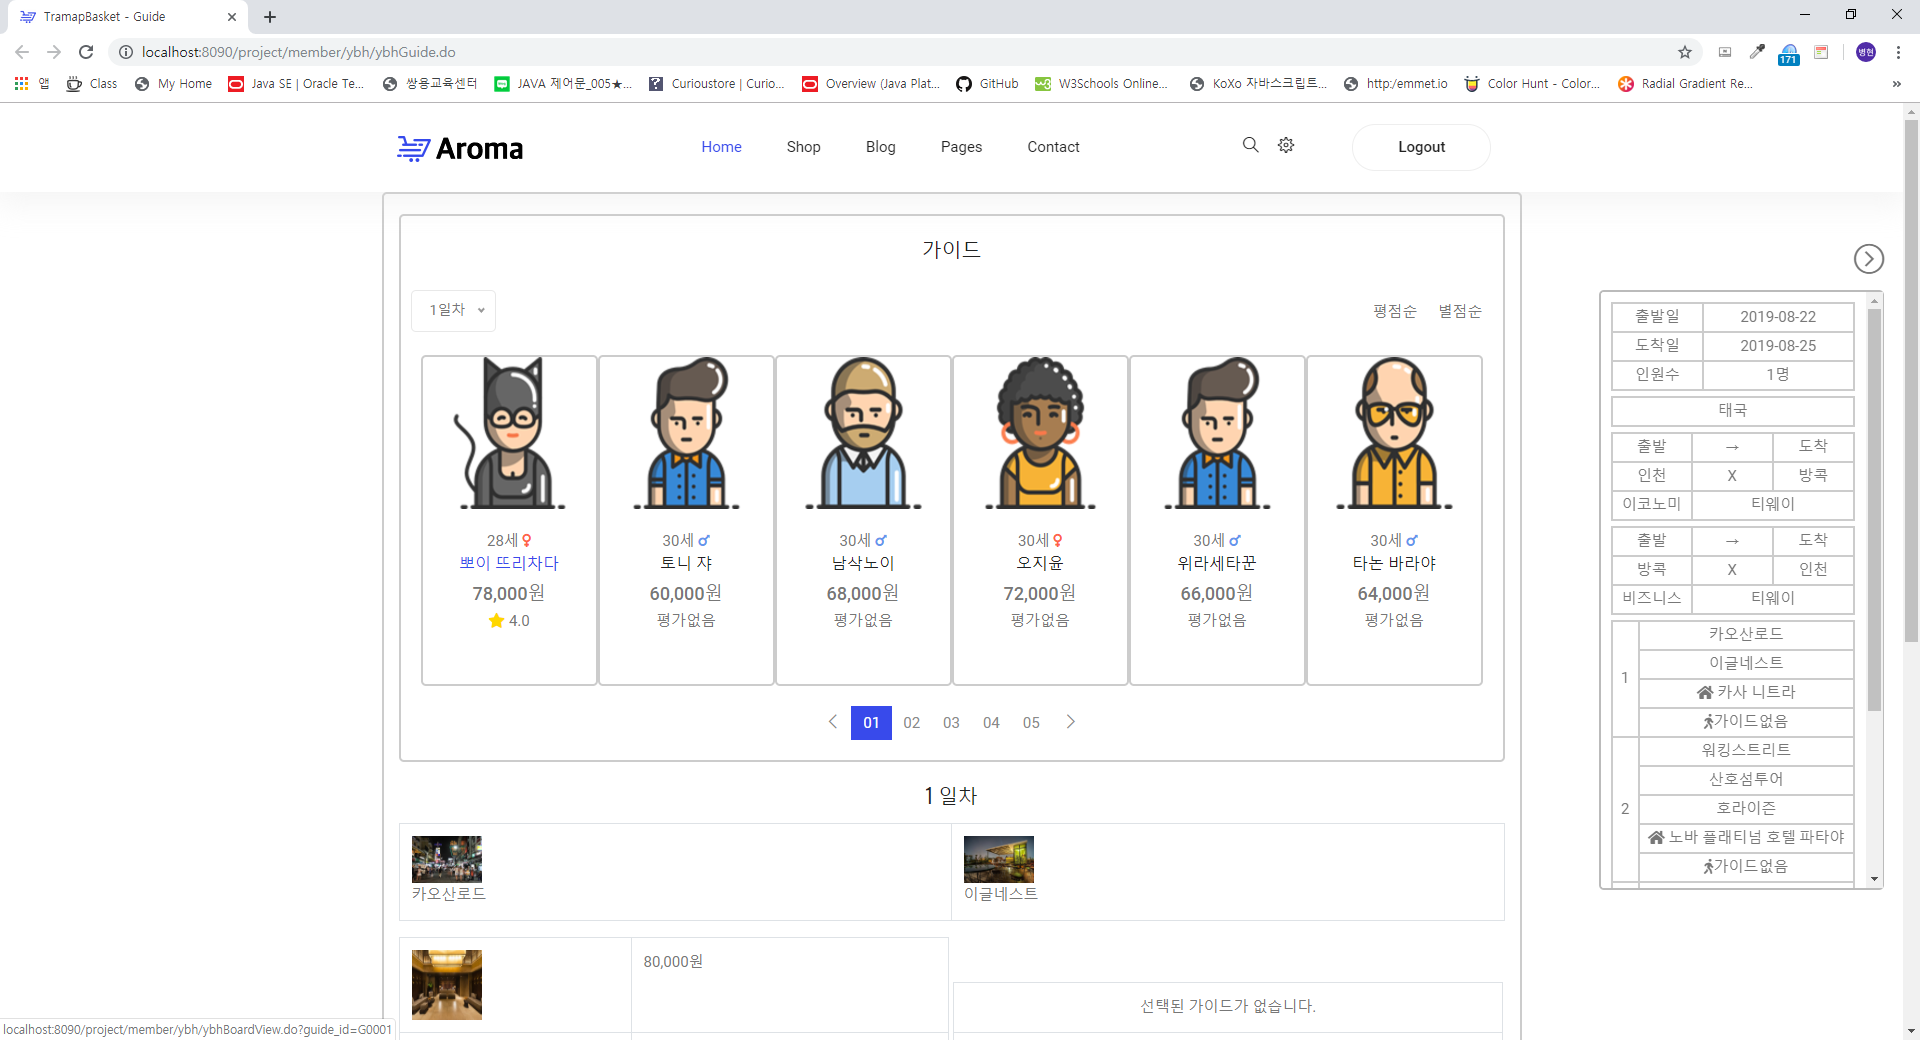 TramapBasket - Guide
localhost:8090/project/member/ybh/ybhGuide.do
171
병현
앱 Class My Home Java SE | Oracle Te... 쌍용교육센터 JAVA 제어문_005★... Curioustore | Curio... Overview (Java Plat... GitHub W3Schools Online... KoXo 자바스크립트... http:/emmet.io Color Hunt - Color... Radial Gradient Re... »
Aroma Home Shop Blog Pages Contact Logout
가이드
1일차 평점순 별점순
28세 30세 30세 30세 30세 30세
뽀이 뜨리차다 토니 쟈 남삭노이 오지윤 위라세타꾼 타논 바라야
78,000원 60,000원 68,000원 72,000원 66,000원 64,000원
4.0 평가없음 평가없음 평가없음 평가없음 평가없음
01 02 03 04 05
1 일차
카오산로드 이글네스트
80,000원
선택된 가이드가 없습니다.
출발일 2019-08-22
도착일 2019-08-25
인원수 1명
태국
출발 → 도착
인천 X 방콕
이코노미 티웨이
출발 → 도착
방콕 X 인천
비즈니스 티웨이
1
카오산로드
이글네스트
카사 니트라
가이드없음
2
워킹스트리트
산호섬투어
호라이즌
노바 플래티넘 호텔 파타야
가이드없음
localhost:8090/project/member/ybh/ybhBoardView.do?guide_id=G0001